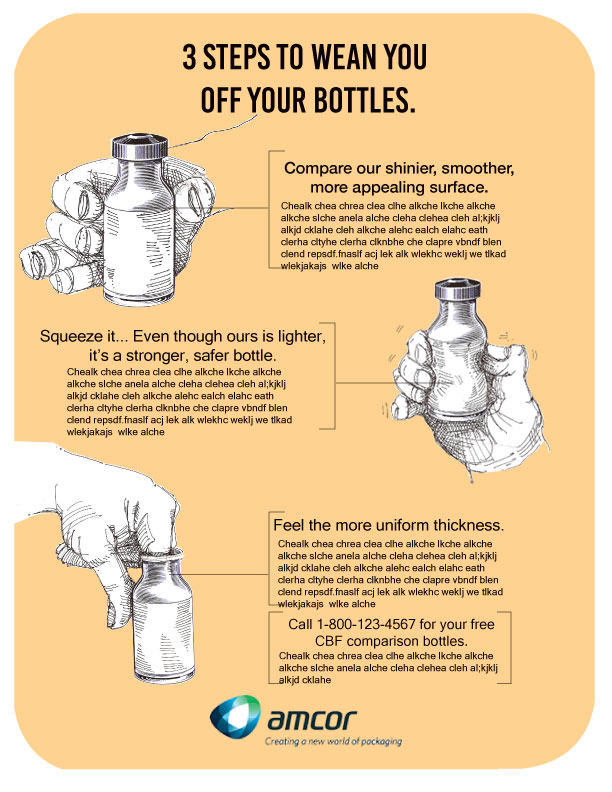 3 STEPS TO WEAN YOU
OFF YOUR BOTTLES.
Compare our shinier, smoother,
more appealing surface.
Chealk chea chrea clea clhe alkche lkche alkche
alkche slche anela alche cleha clehea cleh al;kjklj
alkjd cklahe cleh alkche alehc ealch elahc eath
clerha cltyhe clerha clknbhe che clapre vbndf blen
clend repsdf.fnaslf acj lek alk wlekhc weklj we tlkad
wlekjakajs wlke alche
Squeeze it... Even though ours is lighter,
it's a stronger, safer bottle.
Chealk chea chrea clea clhe alkche lkche alkche
alkche slche anela alche cleha clehea cleh al;kjklj
alkjd cklahe cleh alkche alehc ealch elahc eath
clerha cltyhe clerha clknbhe che clapre vbndf blen
clend repsdf.fnaslf acj lek alk wlekhc weklj we tlkad
wlekjakajs wlke alche
Feel the more uniform thickness.
Chealk chea chrea clea clhe alkche lkche alkche
alkche slche anela alche cleha clehea cleh al;kjklj
alkjd cklahe cleh alkche alehc ealch elahc eath
clerha cltyhe clerha clknbhe che clapre vbndf blen
clend repsdf.fnaslf acj lek alk wlekhc weklj we tlkad
wlekjakajs wlke alche
Call 1-800-123-4567 for your free
CBF comparison bottles.
Chealk chea chrea clea clhe alkche lkche alkche
alkche slche anela alche cleha clehea cleh al;kjklj
alkjd cklahe
amcor
Creating a new world of packaging